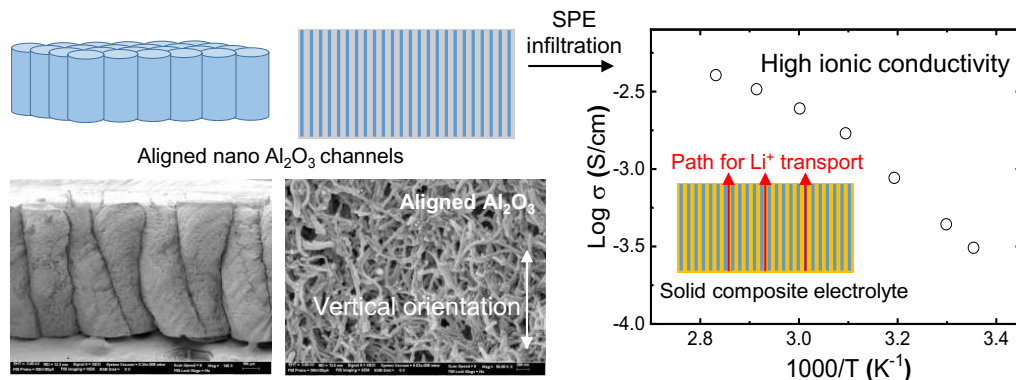 SPE
infiltration
Aligned nano Al₂O₃ channels
Aligned Al₂O₃
Vertical orientation
High ionic conductivity
Path for Li⁺ transport
Solid composite electrolyte
Log σ (S/cm)
-2.5
-3.0
-3.5
-4.0
2.8 3.0 3.2 3.4
1000/T (K⁻¹)